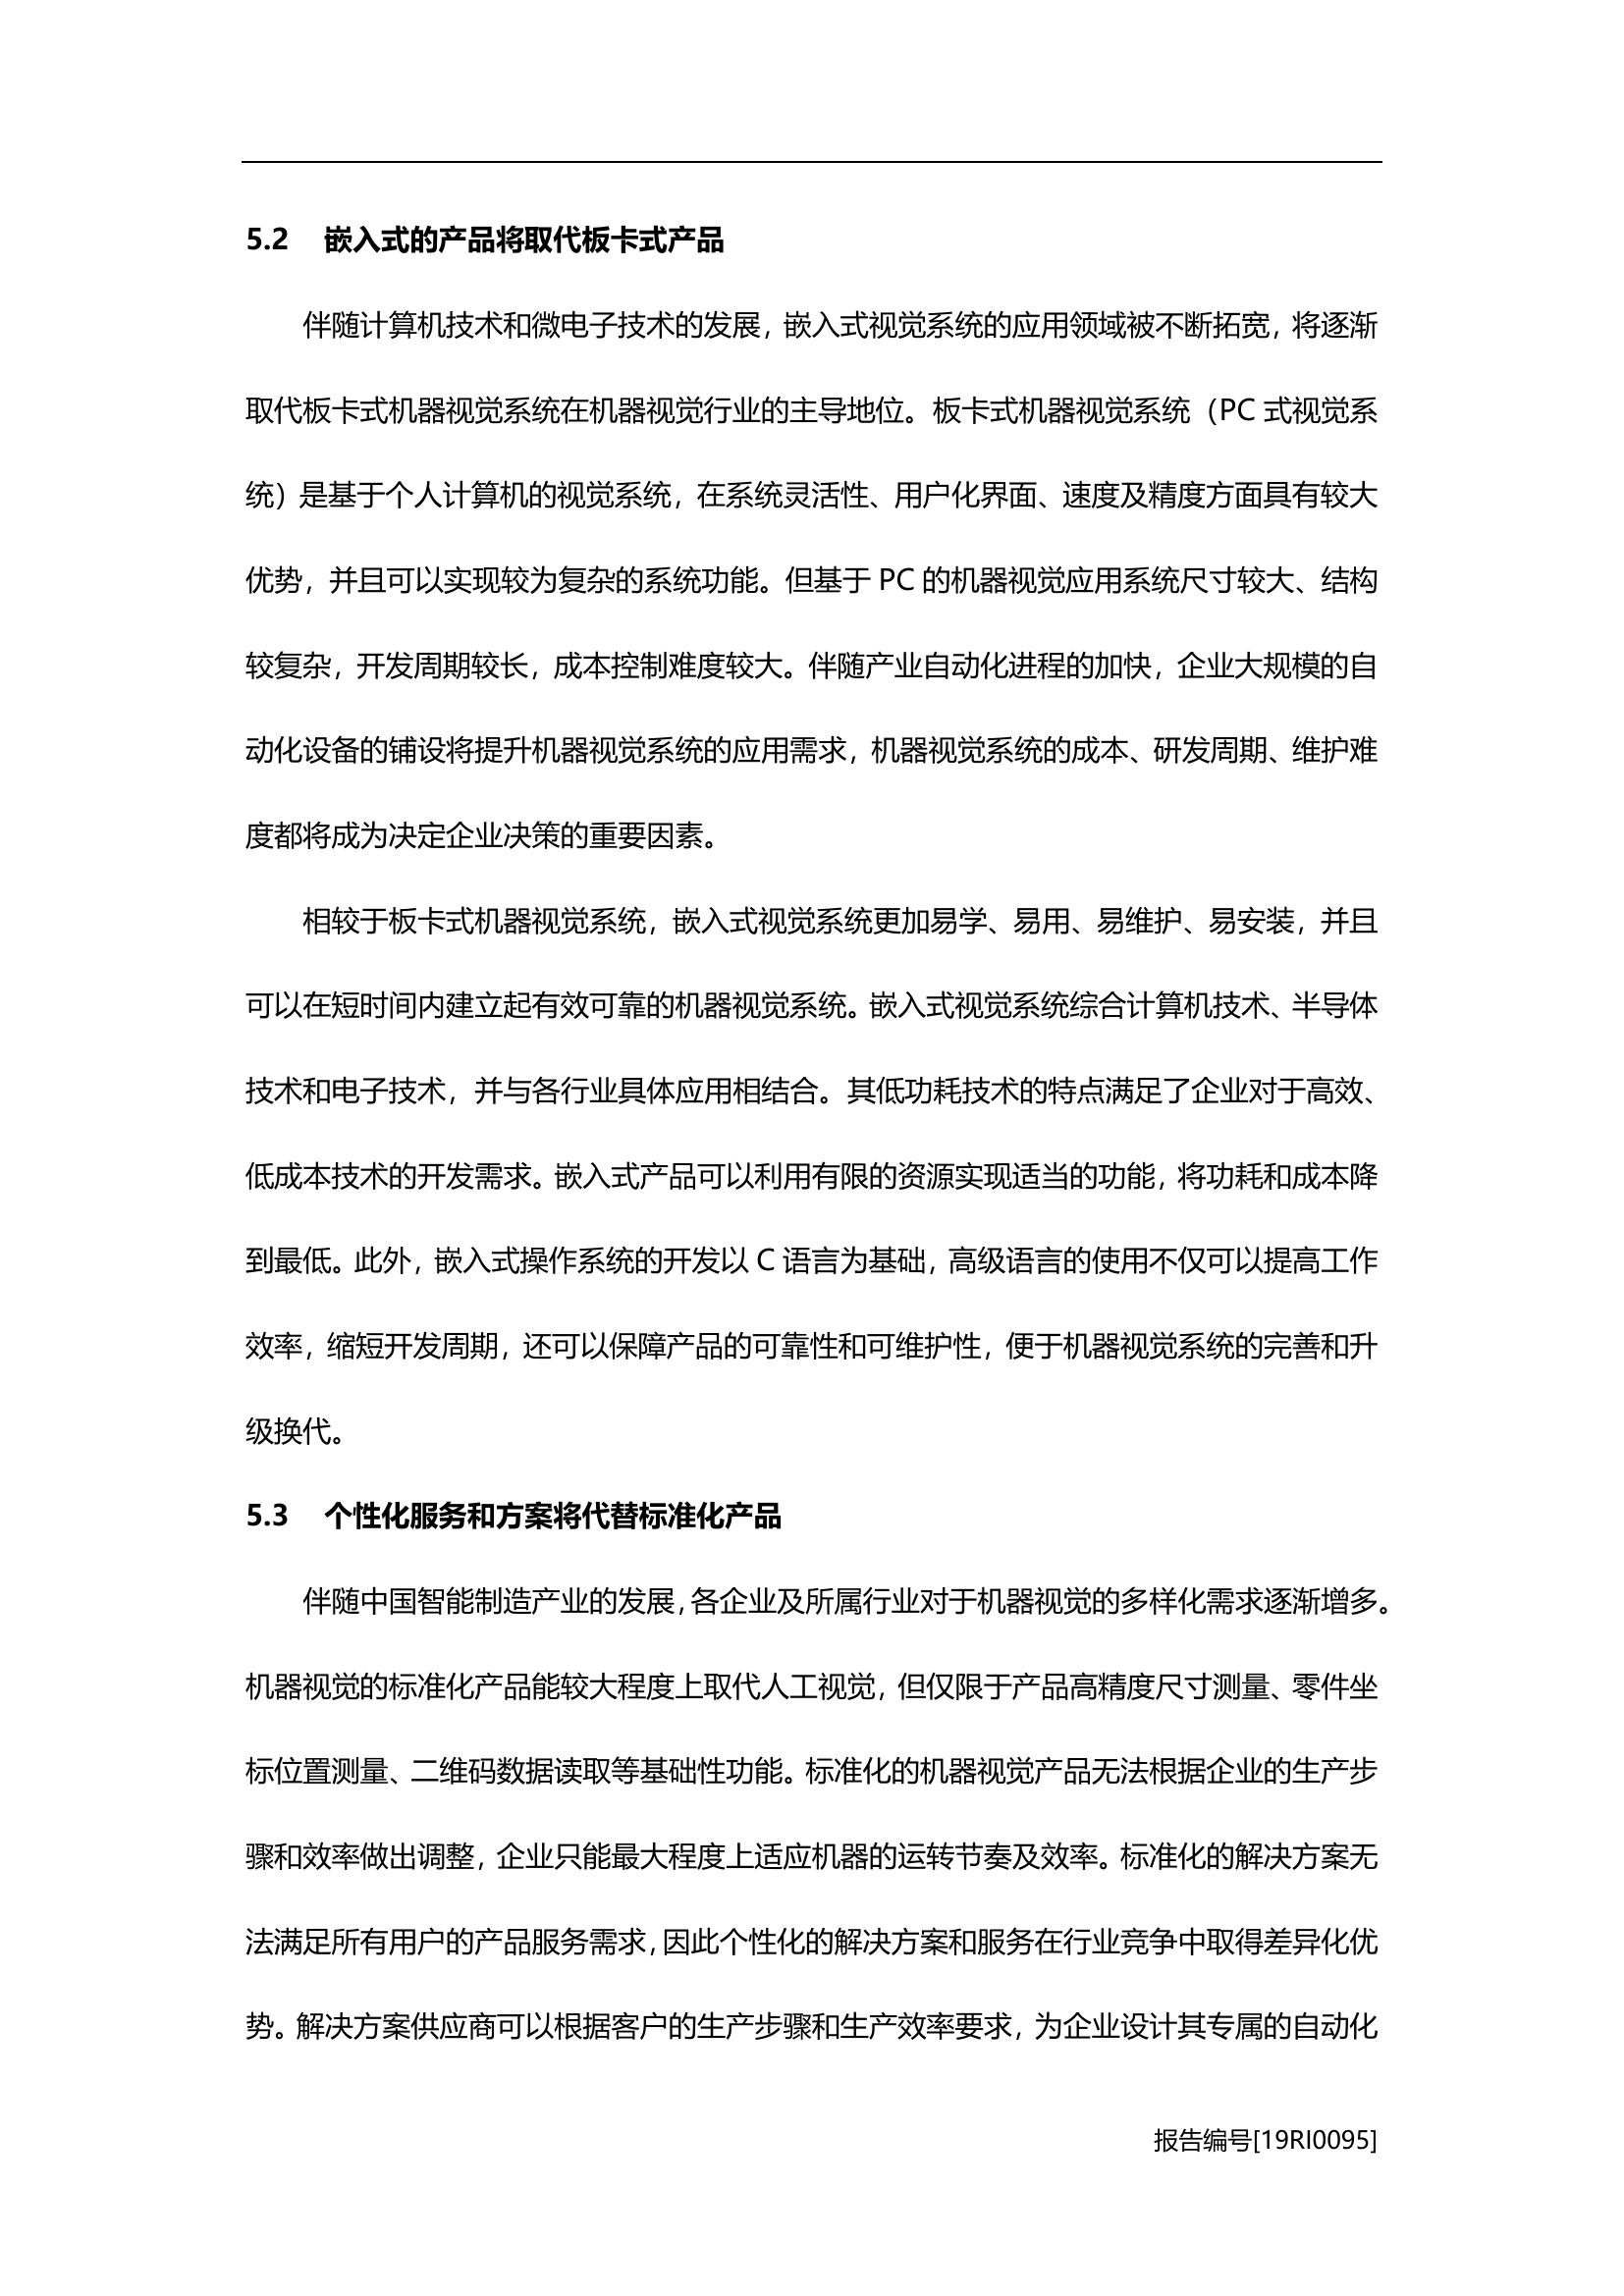 5.2 嵌入式的产品将取代板卡式产品
伴随计算机技术和微电子技术的发展，嵌入式视觉系统的应用领域被不断拓宽，将逐渐
取代板卡式机器视觉系统在机器视觉行业的主导地位。板卡式机器视觉系统（PC 式视觉系
统）是基于个人计算机的视觉系统，在系统灵活性、用户化界面、速度及精度方面具有较大
优势，并且可以实现较为复杂的系统功能。但基于 PC 的机器视觉应用系统尺寸较大、结构
较复杂，开发周期较长，成本控制难度较大。伴随产业自动化进程的加快，企业大规模的自
动化设备的铺设将提升机器视觉系统的应用需求，机器视觉系统的成本、研发周期、维护难
度都将成为决定企业决策的重要因素。
相较于板卡式机器视觉系统，嵌入式视觉系统更加易学、易用、易维护、易安装，并且
可以在短时间内建立起有效可靠的机器视觉系统。嵌入式视觉系统综合计算机技术、半导体
技术和电子技术，并与各行业具体应用相结合。其低功耗技术的特点满足了企业对于高效、
低成本技术的开发需求。嵌入式产品可以利用有限的资源实现适当的功能，将功耗和成本降
到最低。此外，嵌入式操作系统的开发以 C 语言为基础，高级语言的使用不仅可以提高工作
效率，缩短开发周期，还可以保障产品的可靠性和可维护性，便于机器视觉系统的完善和升
级换代。
5.3 个性化服务和方案将代替标准化产品
伴随中国智能制造产业的发展，各企业及所属行业对于机器视觉的多样化需求逐渐增多。
机器视觉的标准化产品能较大程度上取代人工视觉，但仅限于产品高精度尺寸测量、零件坐
标位置测量、二维码数据读取等基础性功能。标准化的机器视觉产品无法根据企业的生产步
骤和效率做出调整，企业只能最大程度上适应机器的运转节奏及效率。标准化的解决方案无
法满足所有用户的产品服务需求，因此个性化的解决方案和服务在行业竞争中取得差异化优
势。解决方案供应商可以根据客户的生产步骤和生产效率要求，为企业设计其专属的自动化
报告编号[19RI0095]